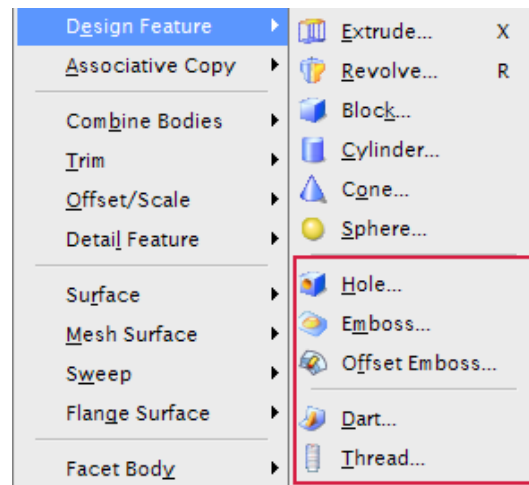 Design Feature
Associative Copy
Combine Bodies
Trim
Offset/Scale
Detail Feature
Surface
Mesh Surface
Sweep
Flange Surface
Facet Body
Extrude... X
Revolve... R
Block...
Cylinder...
Cone...
Sphere...
Hole...
Emboss...
Offset Emboss...
Dart...
Thread...